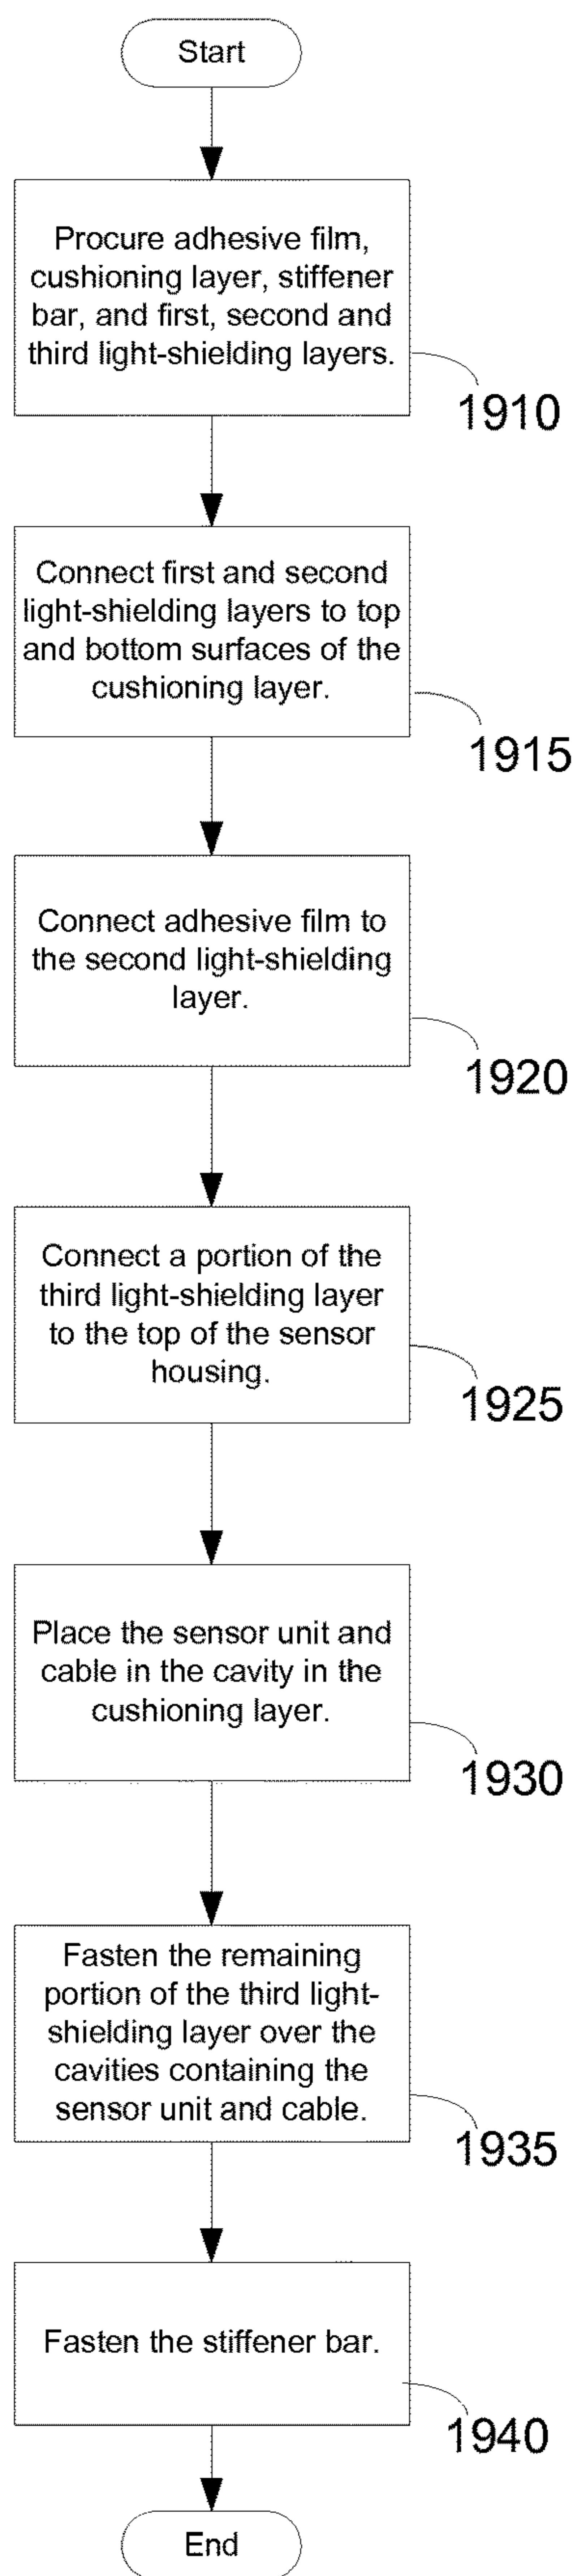 Start
Procure adhesive film,
cushioning layer, stiffener
bar, and first, second and
third light-shielding layers.
1910
Connect first and second
light-shielding layers to top
and bottom surfaces of the
cushioning layer.
1915
Connect adhesive film to
the second light-shielding
layer.
1920
Connect a portion of the
third light-shielding layer
to the top of the sensor
housing.
1925
Place the sensor unit and
cable in the cavity in the
cushioning layer.
1930
Fasten the remaining
portion of the third light-
shielding layer over the
cavities containing the
sensor unit and cable.
1935
Fasten the stiffener bar.
1940
End